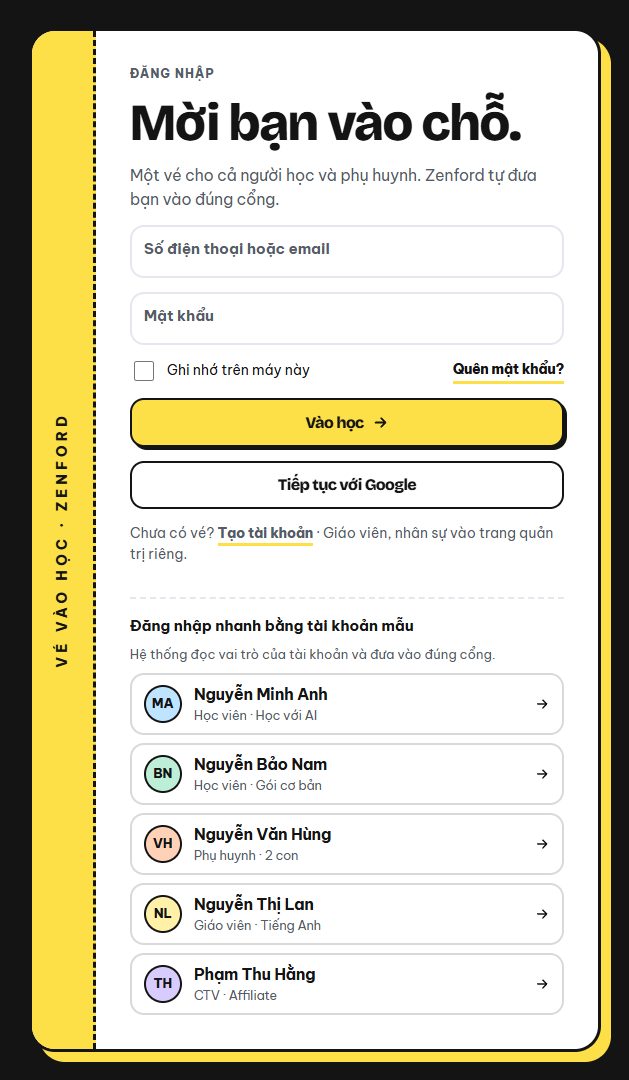 VÉ VÀO HỌC · ZENFORD
ĐĂNG NHẬP
Mời bạn vào chỗ.
Một vé cho cả người học và phụ huynh. Zenford tự đưa
bạn vào đúng cổng.
Số điện thoại hoặc email
Mật khẩu
Ghi nhớ trên máy này
Quên mật khẩu?
Vào học →
Tiếp tục với Google
Chưa có vé? Tạo tài khoản · Giáo viên, nhân sự vào trang quản
trị riêng.
Đăng nhập nhanh bằng tài khoản mẫu
Hệ thống đọc vai trò của tài khoản và đưa vào đúng cổng.
MA
Nguyễn Minh Anh
Học viên · Học với AI
→
BN
Nguyễn Bảo Nam
Học viên · Gói cơ bản
→
VH
Nguyễn Văn Hùng
Phụ huynh · 2 con
→
NL
Nguyễn Thị Lan
Giáo viên · Tiếng Anh
→
TH
Phạm Thu Hằng
CTV · Affiliate
→